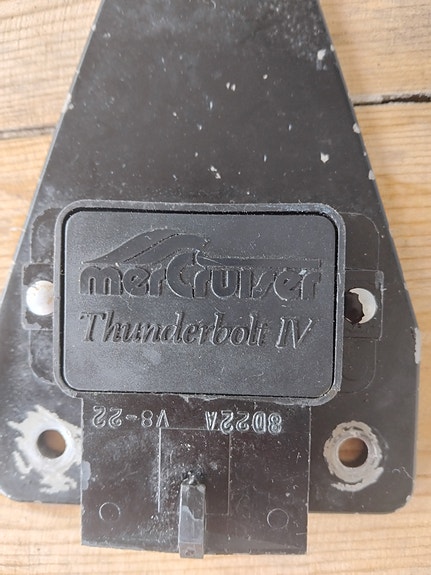 merCruiser
Thunderbolt IV
V8-22 8D22A